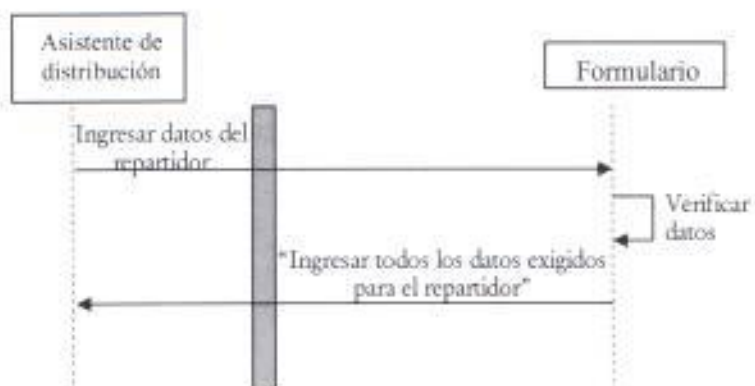 Asistente de
distribución
Formulario
Ingresar datos del
repartidor
Verificar
datos
"Ingresar todos los datos exigidos
para el repartidor"